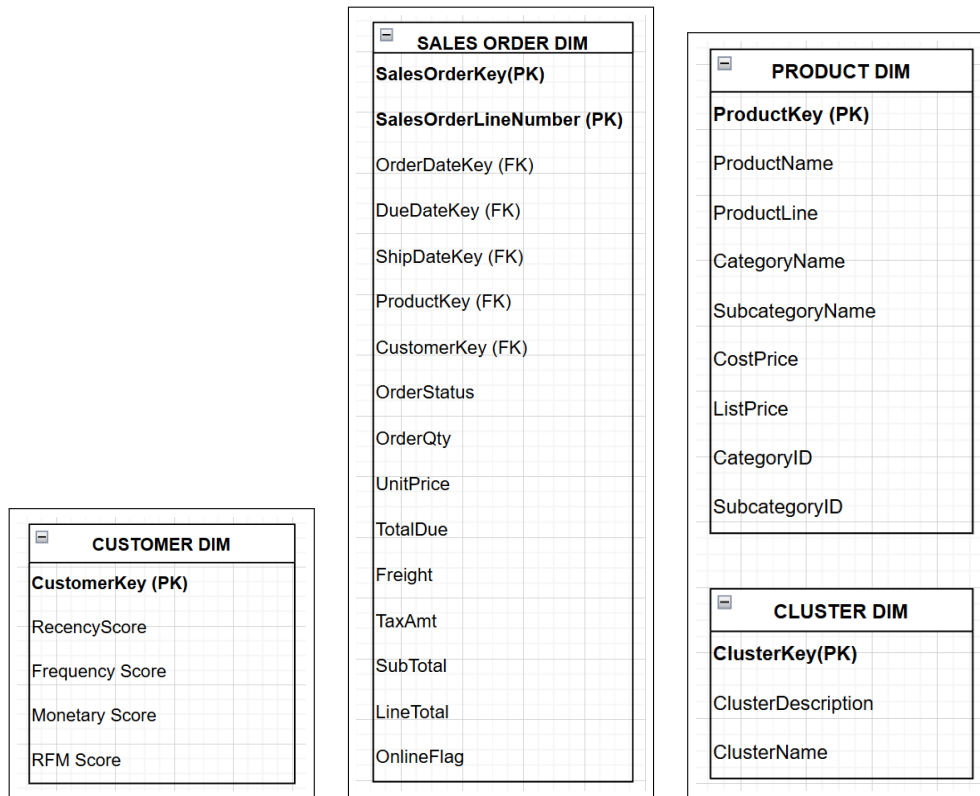 SALES ORDER DIM
SalesOrderKey(PK)
SalesOrderLineNumber (PK)
OrderDateKey (FK)
DueDateKey (FK)
ShipDateKey (FK)
ProductKey (FK)
CustomerKey (FK)
OrderStatus
OrderQty
UnitPrice
TotalDue
Freight
TaxAmt
SubTotal
LineTotal
OnlineFlag
PRODUCT DIM
ProductKey (PK)
ProductName
ProductLine
CategoryName
SubcategoryName
CostPrice
ListPrice
CategoryID
SubcategoryID
CUSTOMER DIM
CustomerKey (PK)
RecencyScore
Frequency Score
Monetary Score
RFM Score
CLUSTER DIM
ClusterKey(PK)
ClusterDescription
ClusterName